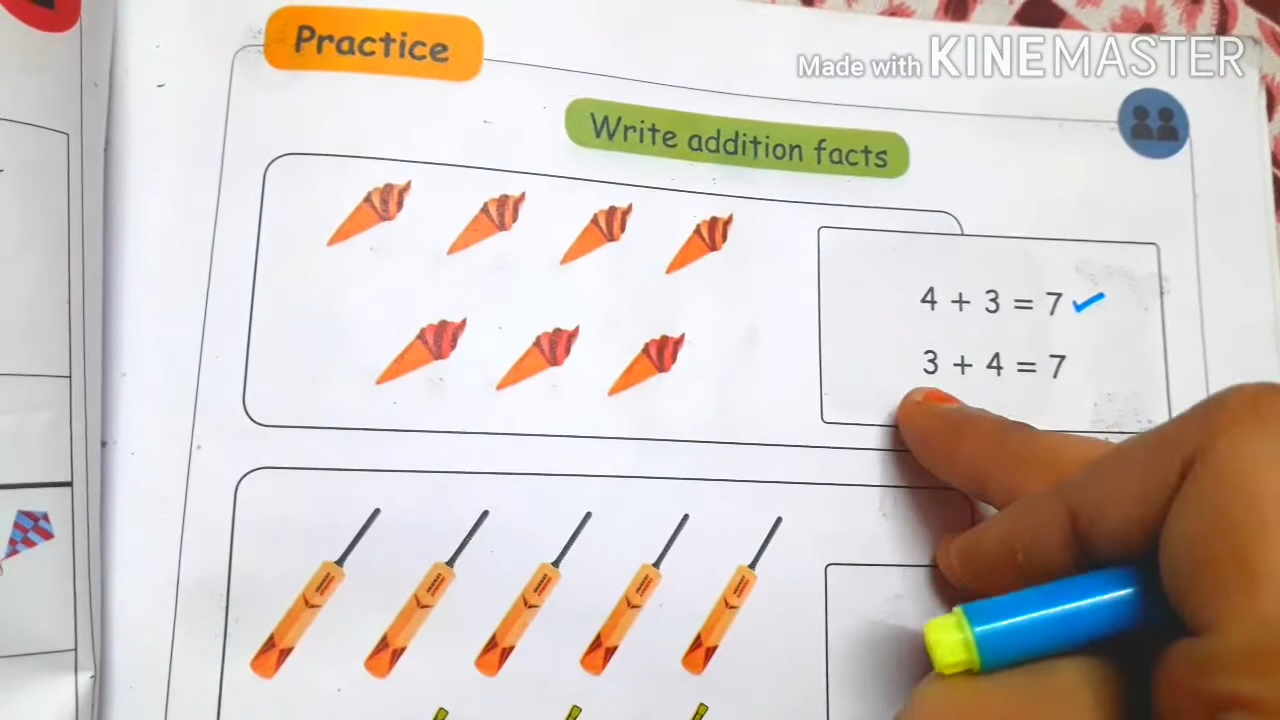 Practice
Made with KINEMASTER
Write addition facts
4 + 3 = 7
3 + 4 = 7